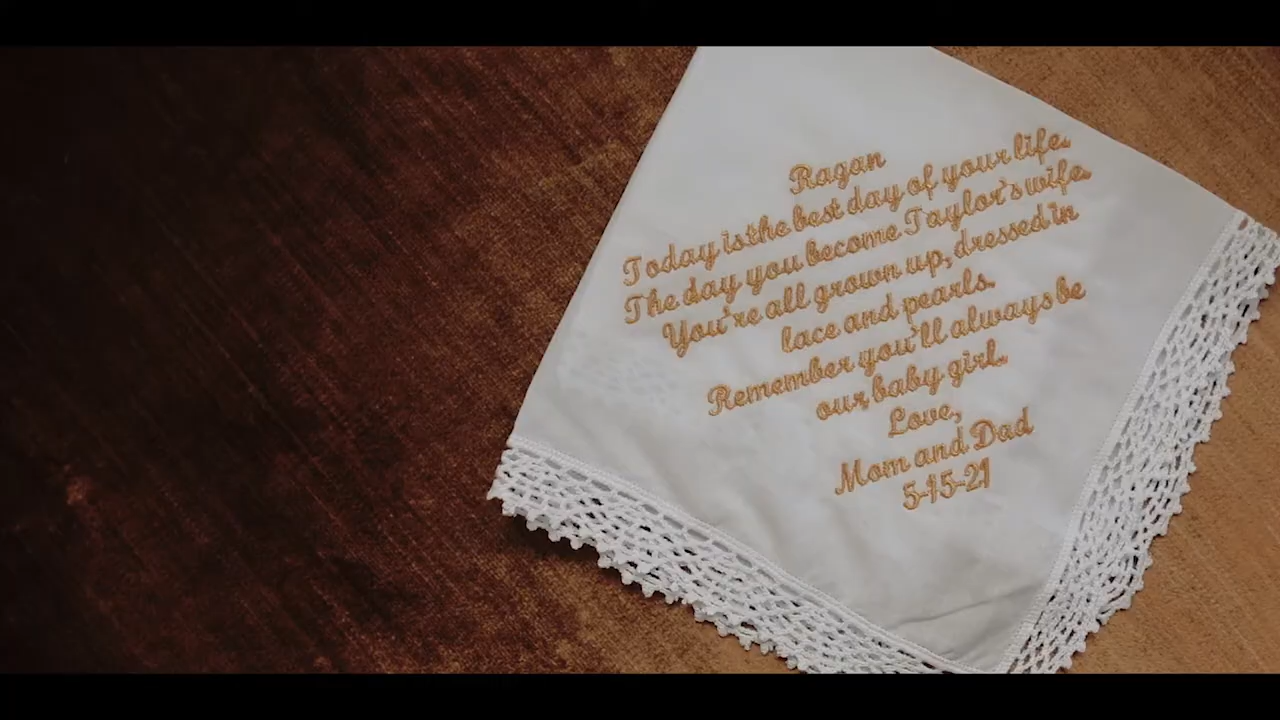 Ragan
Today is the best day of your life.
The day you become Taylor's wife.
You're all grown up, dressed in
lace and pearls.
Remember you'll always be
our baby girl.
Love,
Mom and Dad
5-15-21